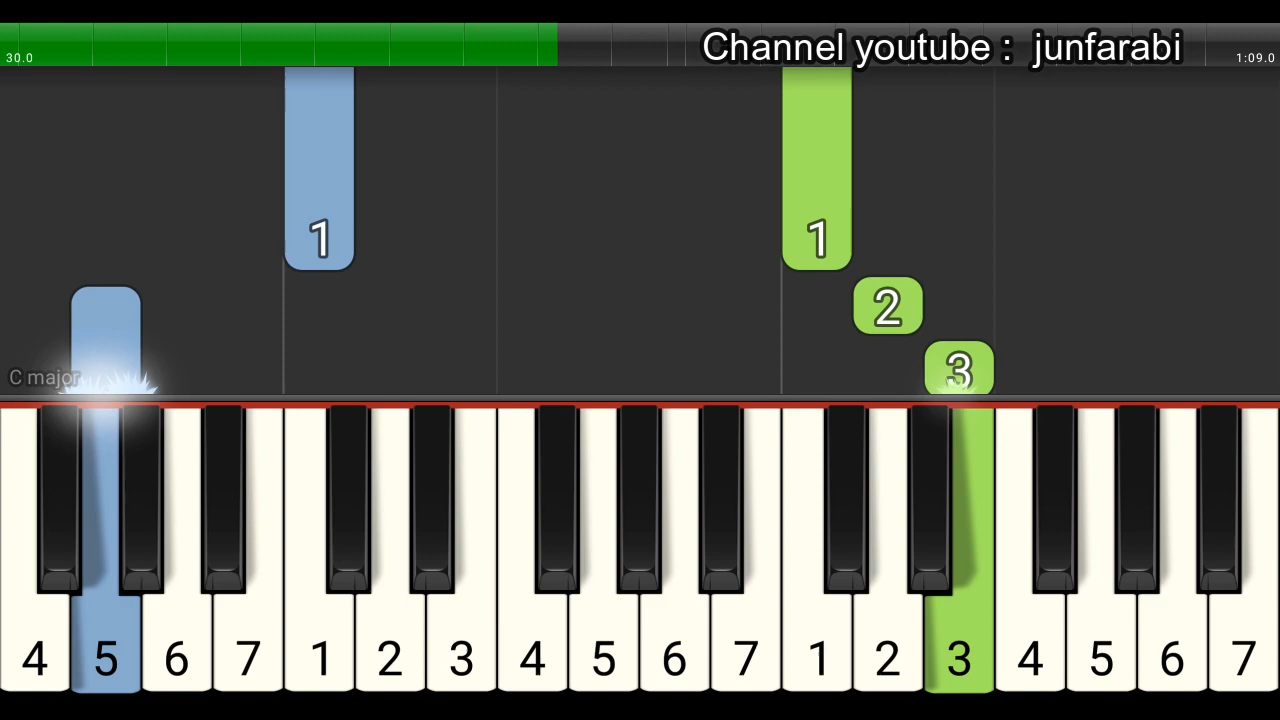 Channel youtube : junfarabi
30.0 1:09.0
1 1
2
3
C major
4 5 6 7 1 2 3 4 5 6 7 1 2 3 4 5 6 7